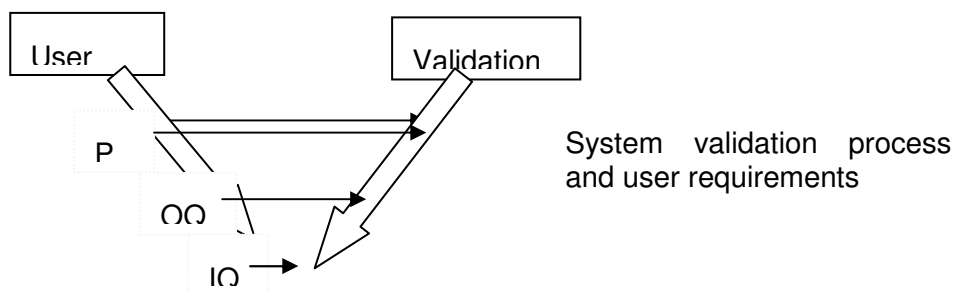 User
Validation
P
OQ
IQ
System validation process
and user requirements